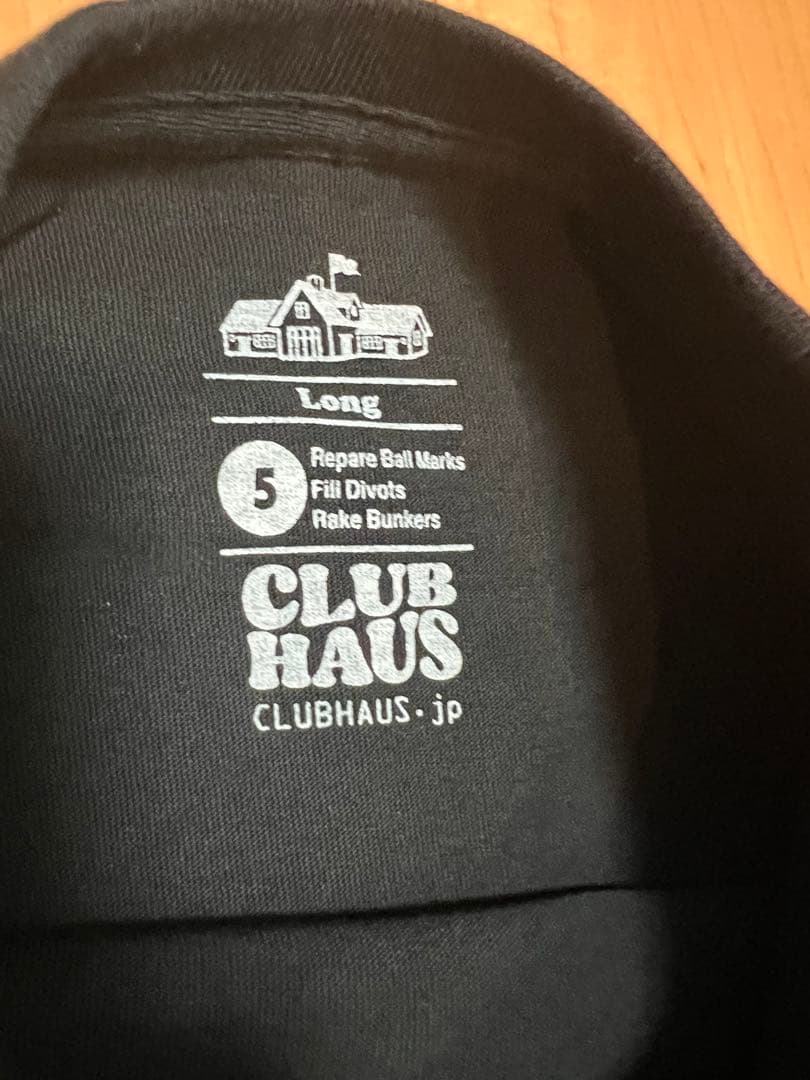 Long
5
Repare Ball Marks
Fill Divots
Rake Bunkers
CLUB
HAUS
CLUBHAUS.jp